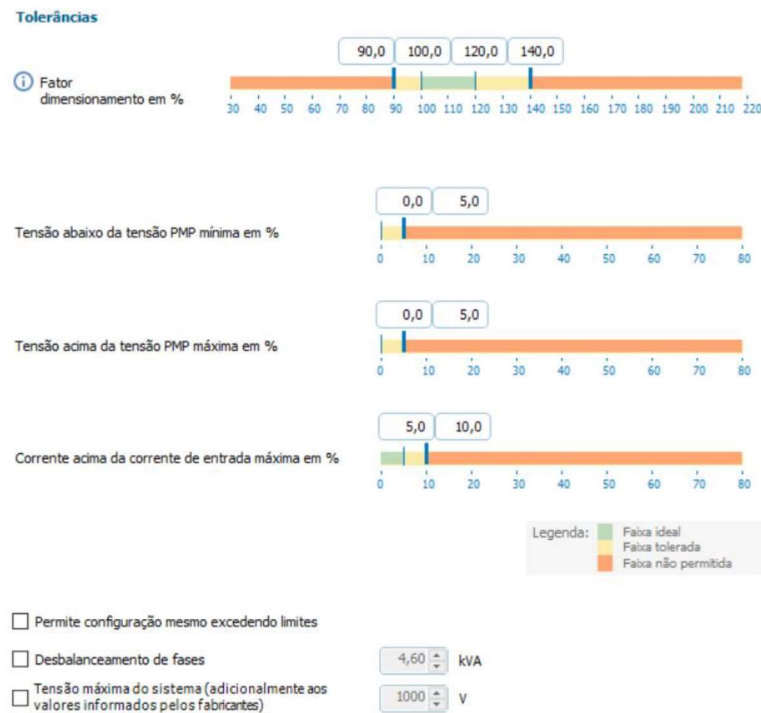 Tolerâncias
90,0 100,0 120,0 140,0
Fator
dimensionamento em %
30 40 50 60 70 80 90 100 110 120 130 140 150 160 170 180 190 200 210 220
0,0 5,0
Tensão abaixo da tensão PMP mínima em %
0 10 20 30 40 50 60 70 80
0,0 5,0
Tensão acima da tensão PMP máxima em %
0 10 20 30 40 50 60 70 80
5,0 10,0
Corrente acima da corrente de entrada máxima em %
0 10 20 30 40 50 60 70 80
Legenda: Faixa ideal
Faixa tolerada
Faixa não permitida
Permite configuração mesmo excedendo limites
Desbalanceamento de fases 4,60 kVA
Tensão máxima do sistema (adicionalmente aos
valores informados pelos fabricantes) 1000 V